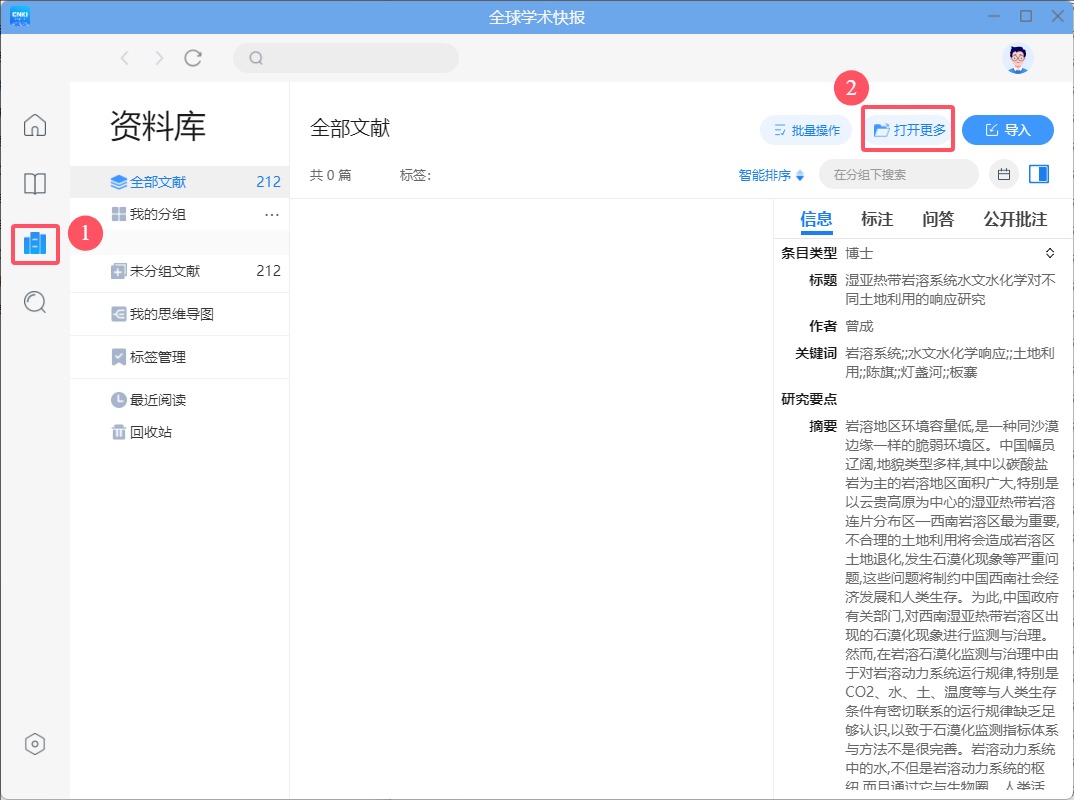 CNKI
全球学术快报
2
资料库
全部文献
批量操作
打开更多
导入
共 0 篇
标签:
智能排序
在分组下搜索
全部文献 212
我的分组 ...
1
未分组文献 212
我的思维导图
标签管理
最近阅读
回收站
信息 标注 问答 公开批注
条目类型 博士
标题 湿亚热带岩溶系统水文水化学对不
同土地利用的响应研究
作者 曾成
关键词 岩溶系统;;水文水化学响应;;土地利
用;;陈旗;;灯盏河;;板寨
研究要点
摘要 岩溶地区环境容量低,是一种同沙漠
边缘一样的脆弱环境区。中国幅员
辽阔,地貌类型多样,其中以碳酸盐
岩为主的岩溶地区面积广大,特别是
以云贵高原为中心的湿亚热带岩溶
连片分布区—西南岩溶区最为重要,
不合理的土地利用将会造成岩溶区
土地退化,发生石漠化现象等严重问
题,这些问题将制约中国西南社会经
济发展和人类生存。为此,中国政府
有关部门,对西南湿亚热带岩溶区出
现的石漠化现象进行监测与治理。
然而,在岩溶石漠化监测与治理中由
于对岩溶动力系统运行规律,特别是
CO2、水、土、温度等与人类生存
条件有密切联系的运行规律缺乏足
够认识,以致于石漠化监测指标体系
与方法不是很完善。岩溶动力系统
中的水,不但是岩溶动力系统的枢
纽,而且通过它与生物圈、人类活